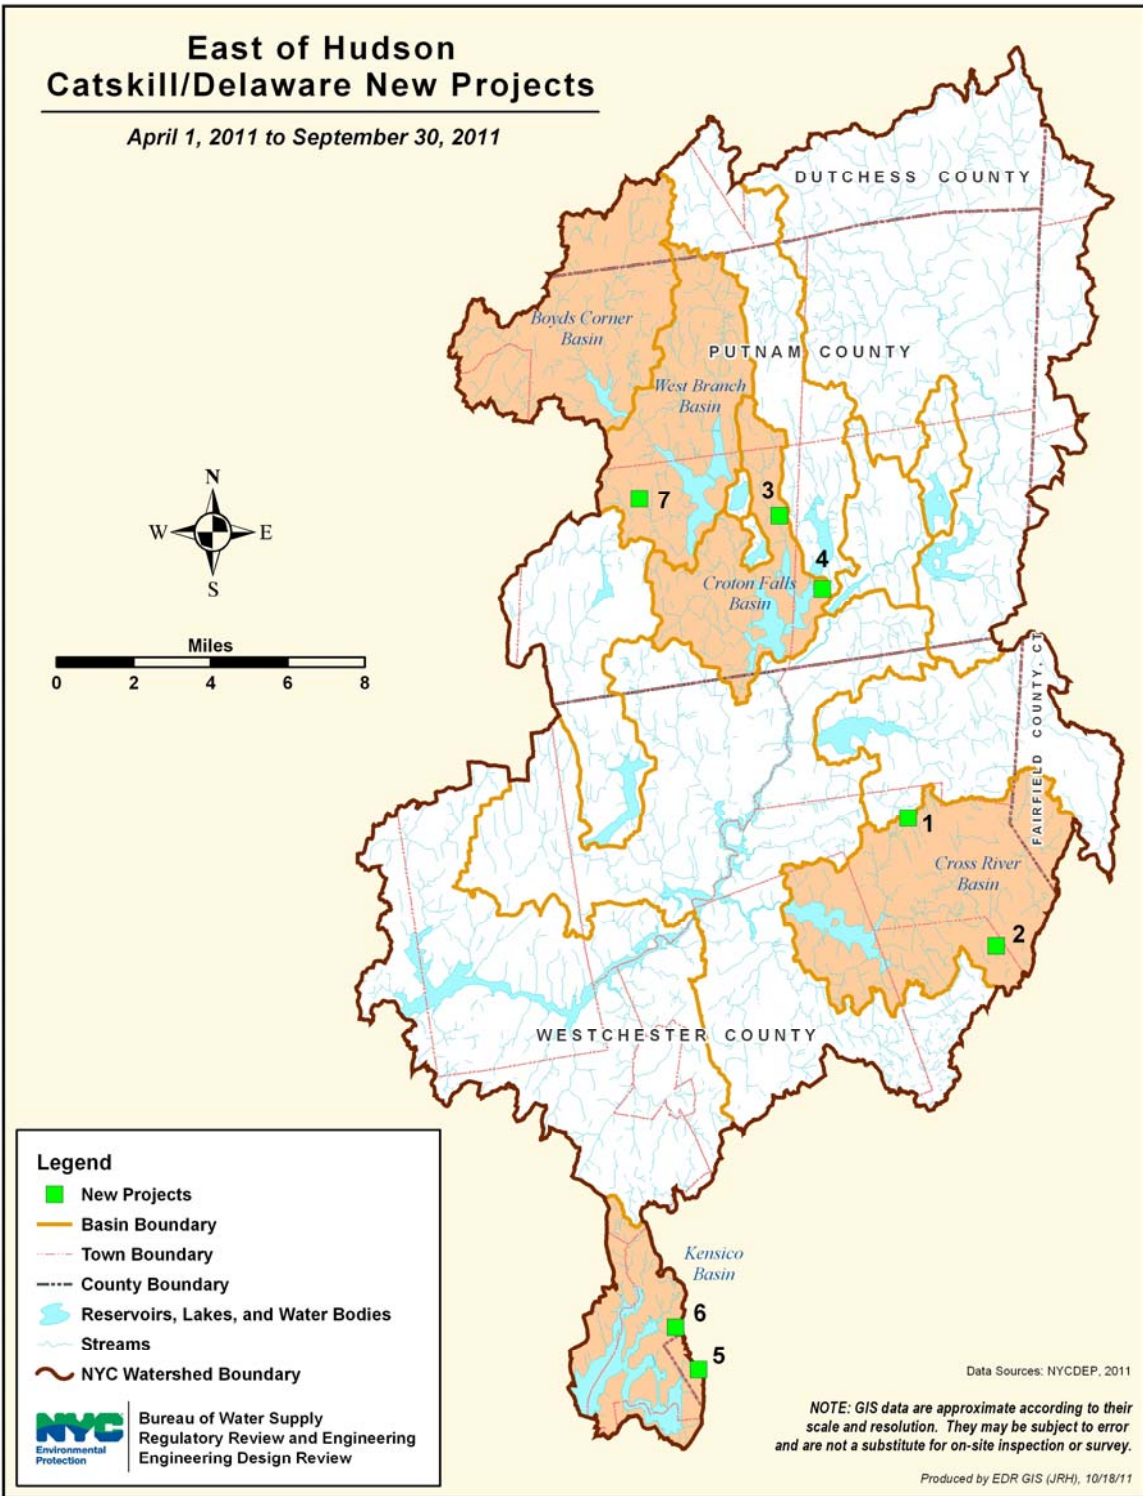 East of Hudson
Catskill/Delaware New Projects
April 1, 2011 to September 30, 2011
DUTCHESS COUNTY
Boyds Corner
Basin
PUTNAM COUNTY
West Branch
Basin
N
W
E
S
7
3
4
Croton Falls
Basin
Miles
0 2 4 6 8
FAIRFIELD COUNTY, CT
1
Cross River
Basin
2
WESTCHESTER COUNTY
Kensico
Basin
6
5
Legend
New Projects
Basin Boundary
Town Boundary
County Boundary
Reservoirs, Lakes, and Water Bodies
Streams
NYC Watershed Boundary
NYC
Environmental
Protection
Bureau of Water Supply
Regulatory Review and Engineering
Engineering Design Review
Data Sources: NYCDEP, 2011
NOTE: GIS data are approximate according to their
scale and resolution. They may be subject to error
and are not a substitute for on-site inspection or survey.
Produced by EDR GIS (JRH), 10/18/11